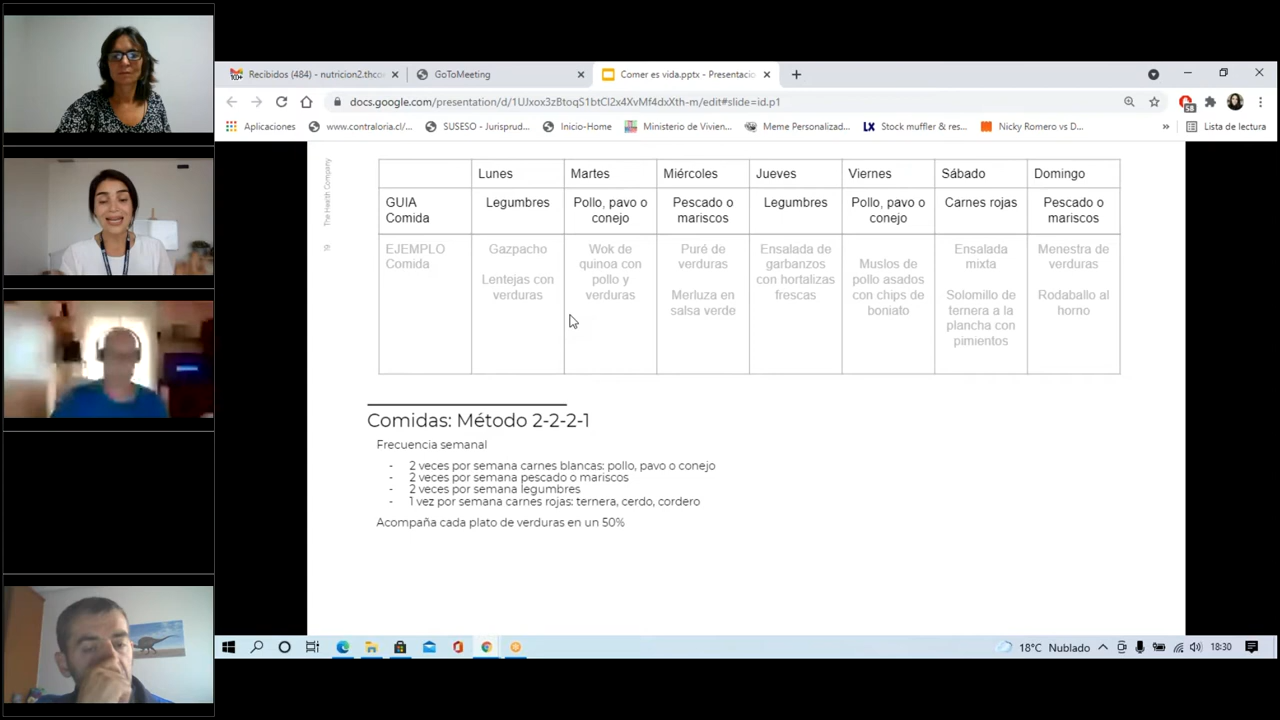 Recibidos (484) - nutricion2.thco
GoToMeeting
Comer es vida.pptx - Presentacio
docs.google.com/presentation/d/1UJxox3zBtoqS1btCl2x4XvMf4dxXth-m/edit#slide=id.p1
58
Aplicaciones
www.contraloria.cl/...
SUSESO - Jurisprud...
Inicio-Home
Ministerio de Vivien...
Meme Personalizad...
LX Stock muffler & res...
Nicky Romero vs D...
»
Lista de lectura
The Health Company
19
Lunes Martes Miércoles Jueves Viernes Sábado Domingo
GUIA Legumbres Pollo, pavo o Pescado o Legumbres Pollo, pavo o Carnes rojas Pescado o
Comida conejo mariscos conejo mariscos
EJEMPLO Gazpacho Wok de Puré de Ensalada de Ensalada Menestra de
Comida quinoa con verduras garbanzos Muslos de mixta verduras
Lentejas con pollo y con hortalizas pollo asados
verduras verduras Merluza en frescas con chips de Solomillo de Rodaballo al
salsa verde boniato ternera a la horno
plancha con
pimientos
Comidas: Método 2-2-2-1
Frecuencia semanal
- 2 veces por semana carnes blancas: pollo, pavo o conejo
- 2 veces por semana pescado o mariscos
- 2 veces por semana legumbres
- 1 vez por semana carnes rojas: ternera, cerdo, cordero
Acompaña cada plato de verduras en un 50%
18°C Nublado
18:30